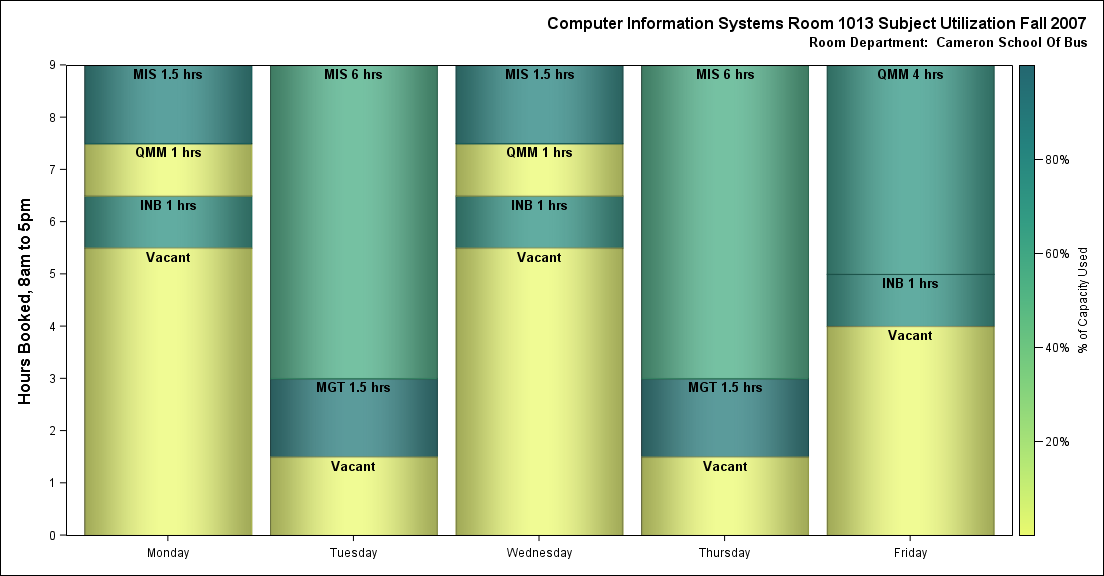 Computer Information Systems Room 1013 Subject Utilization Fall 2007
Room Department:  Cameron School Of Bus
Hours Booked, 8am to 5pm
9
8
7
6
5
4
3
2
1
0
MIS 1.5 hrs
QMM 1 hrs
INB 1 hrs
Vacant
MIS 6 hrs
MGT 1.5 hrs
Vacant
MIS 1.5 hrs
QMM 1 hrs
INB 1 hrs
Vacant
MIS 6 hrs
MGT 1.5 hrs
Vacant
QMM 4 hrs
INB 1 hrs
Vacant
Monday
Tuesday
Wednesday
Thursday
Friday
80%
60%
40%
20%
% of Capacity Used